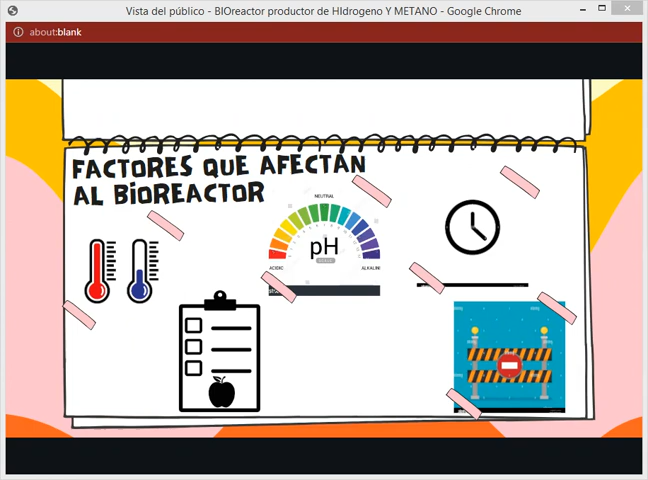 Vista del público - BIOreactor productor de HIdrogeno Y METANO - Google Chrome
about:blank
FACTORES QUE AFECTAN
AL BIOREACTOR
NEUTRAL
pH
ACIDIC
ALKALINE